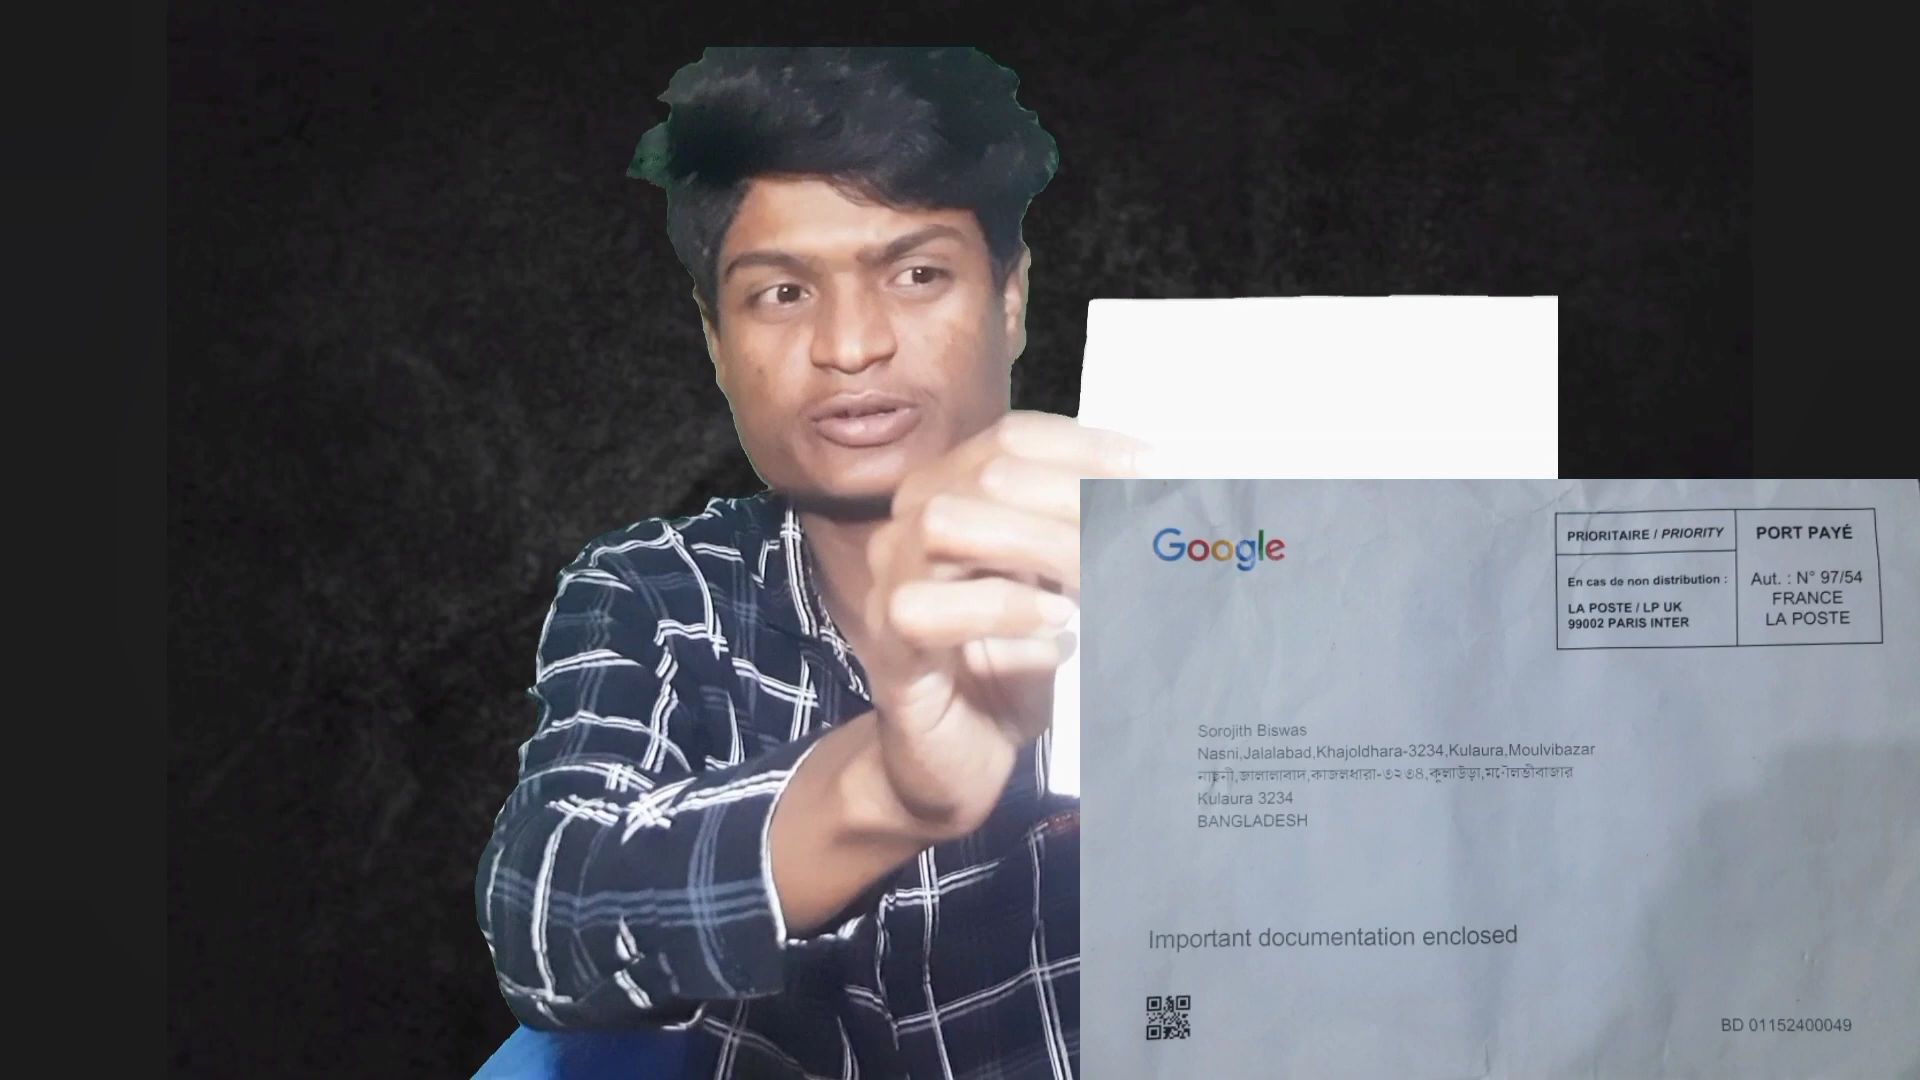 Google
PRIORITAIRE / PRIORITY
En cas de non distribution :
LA POSTE / LP UK
99002 PARIS INTER
PORT PAYÉ
Aut. : N° 97/54
FRANCE
LA POSTE
Sorojith Biswas
Nasni,Jalalabad,Khajoldhara-3234,Kulaura,Moulvibazar
নাছনী,জালালাবাদ,কাজলধারা-৩২৩৪,কুলাউড়া,মৌলভীবাজার
Kulaura 3234
BANGLADESH
Important documentation enclosed
BD 01152400049